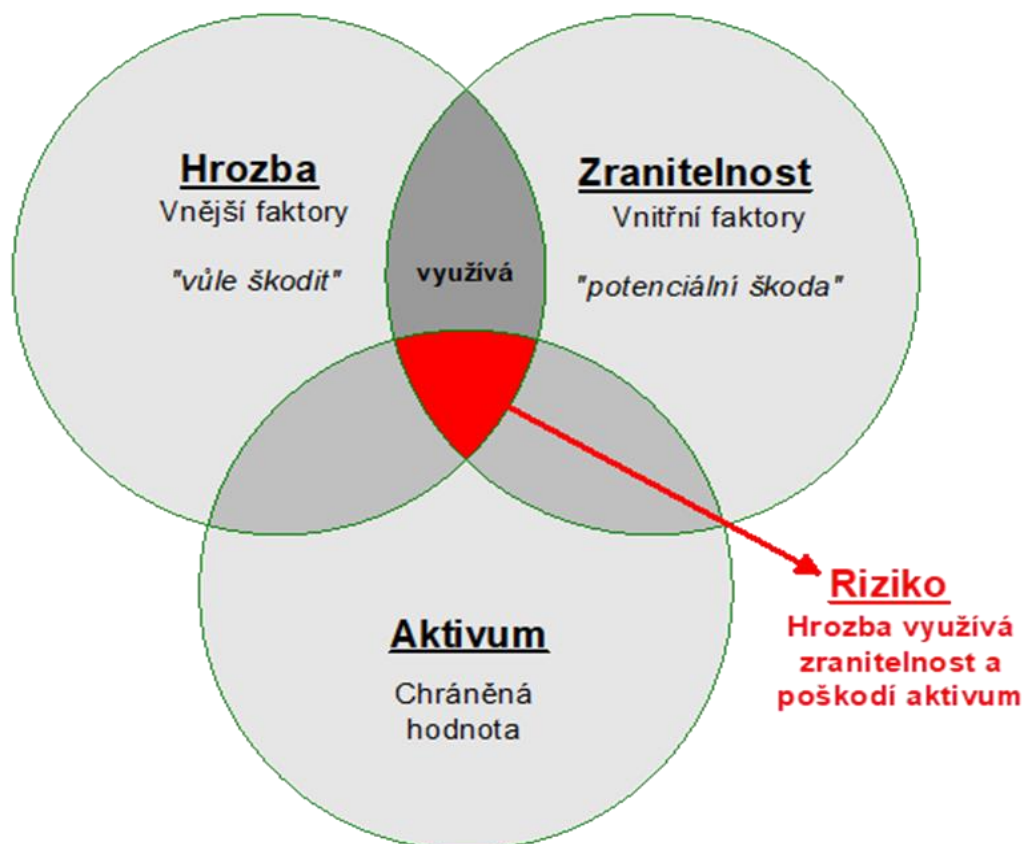 Hrozba
Vnější faktory
"vůle škodit"
využívá
Zranitelnost
Vnitřní faktory
"potenciální škoda"
Aktivum
Chráněná
hodnota
Riziko
Hrozba využívá
zranitelnost a
poškodí aktivum